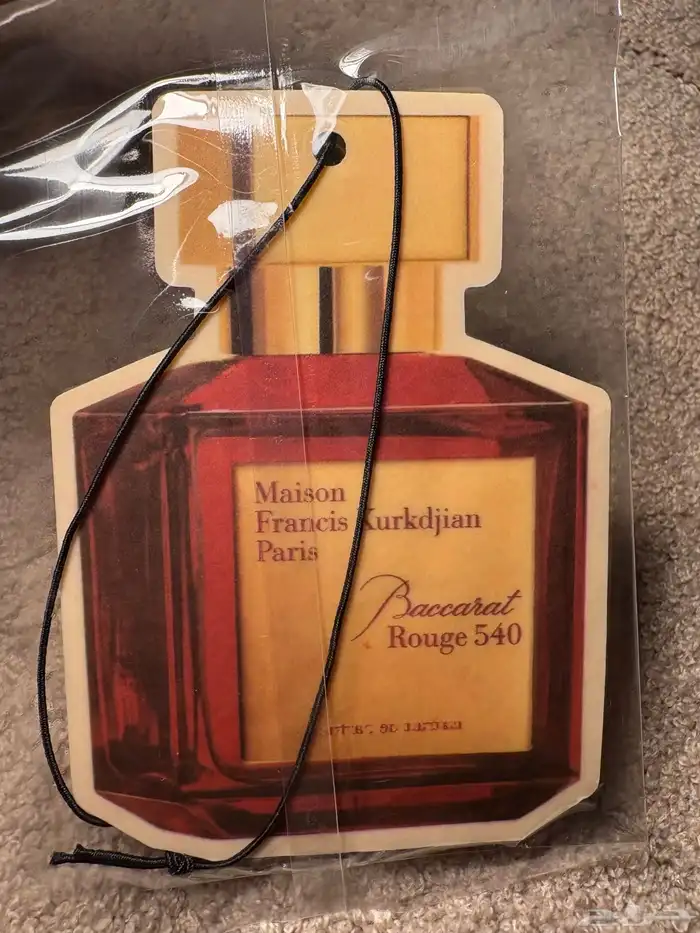 Maison
Francis Kurkdjian
Paris
Baccarat
Rouge 540